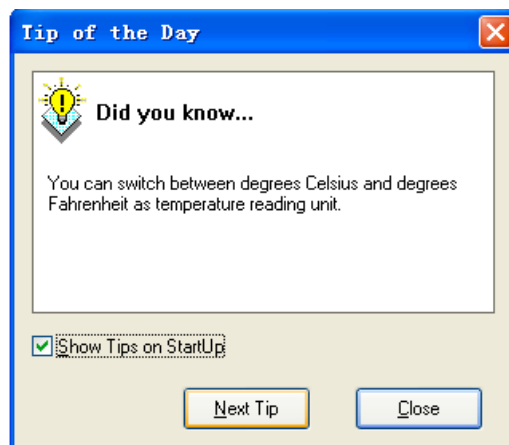 Tip of the Day
Did you know...
You can switch between degrees Celsius and degrees
Fahrenheit as temperature reading unit.
Show Tips on StartUp
Next Tip
Close